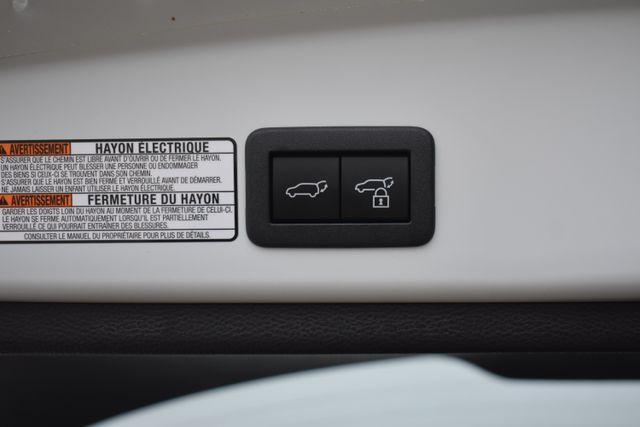 AVERTISSEMENT HAYON ÉLECTRIQUE
S'ASSURER QUE LE CHEMIN EST LIBRE AVANT D'OUVRIR OU DE FERMER LE HAYON.
UN HAYON ÉLECTRIQUE PEUT BLESSER UNE PERSONNE OU ENDOMMAGER
DES BIENS SI CEUX-CI SE TROUVENT DANS SON CHEMIN.
S'ASSURER QUE LE HAYON EST BIEN FERMÉ ET VERROUILLÉ AVANT DE DÉMARRER.
NE JAMAIS LAISSER UN ENFANT UTILISER LE HAYON ÉLECTRIQUE.
AVERTISSEMENT FERMETURE DU HAYON
GARDER LES DOIGTS LOIN DU HAYON AU MOMENT DE LA FERMETURE DE CELUI-CI.
LE HAYON SE FERME AUTOMATIQUEMENT LORSQU'IL EST PARTIELLEMENT
VERROUILLÉ CE QUI POURRAIT ENTRAÎNER DES BLESSURES.
CONSULTER LE MANUEL DU PROPRIÉTAIRE POUR PLUS DE DÉTAILS.